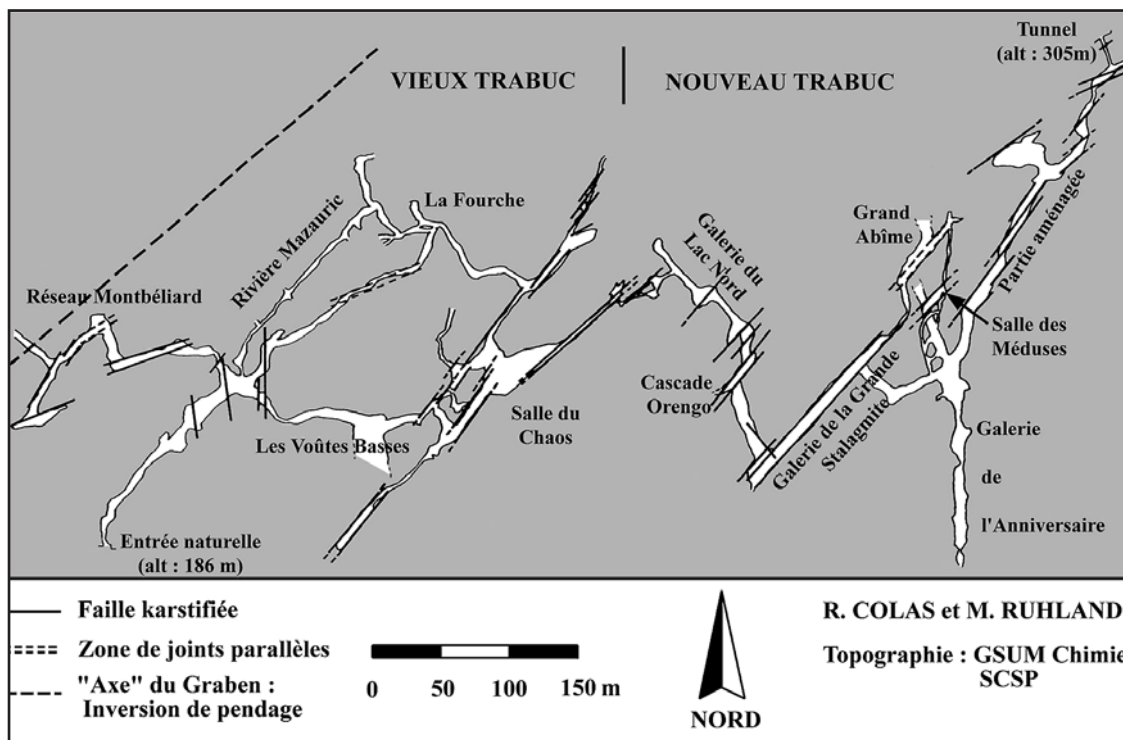 Tunnel
(alt : 305m)
VIEUX TRABUC
NOUVEAU TRABUC
La Fourche
Rivière Mazauric
Réseau Montbéliard
Galerie du
Lac Nord
Grand
Abîme
Partie aménagée
Salle des
Méduses
Cascade
Orengo
Salle du
Chaos
Les Voûtes Basses
Galerie de la Grande
Stalagmite
Galerie
de
l'Anniversaire
Entrée naturelle
(alt : 186 m)
Faille karstifiée
Zone de joints parallèles
"Axe" du Graben :
Inversion de pendage
0 50 100 150 m
NORD
R. COLAS et M. RUHLAND
Topographie : GSUM Chimie
SCSP